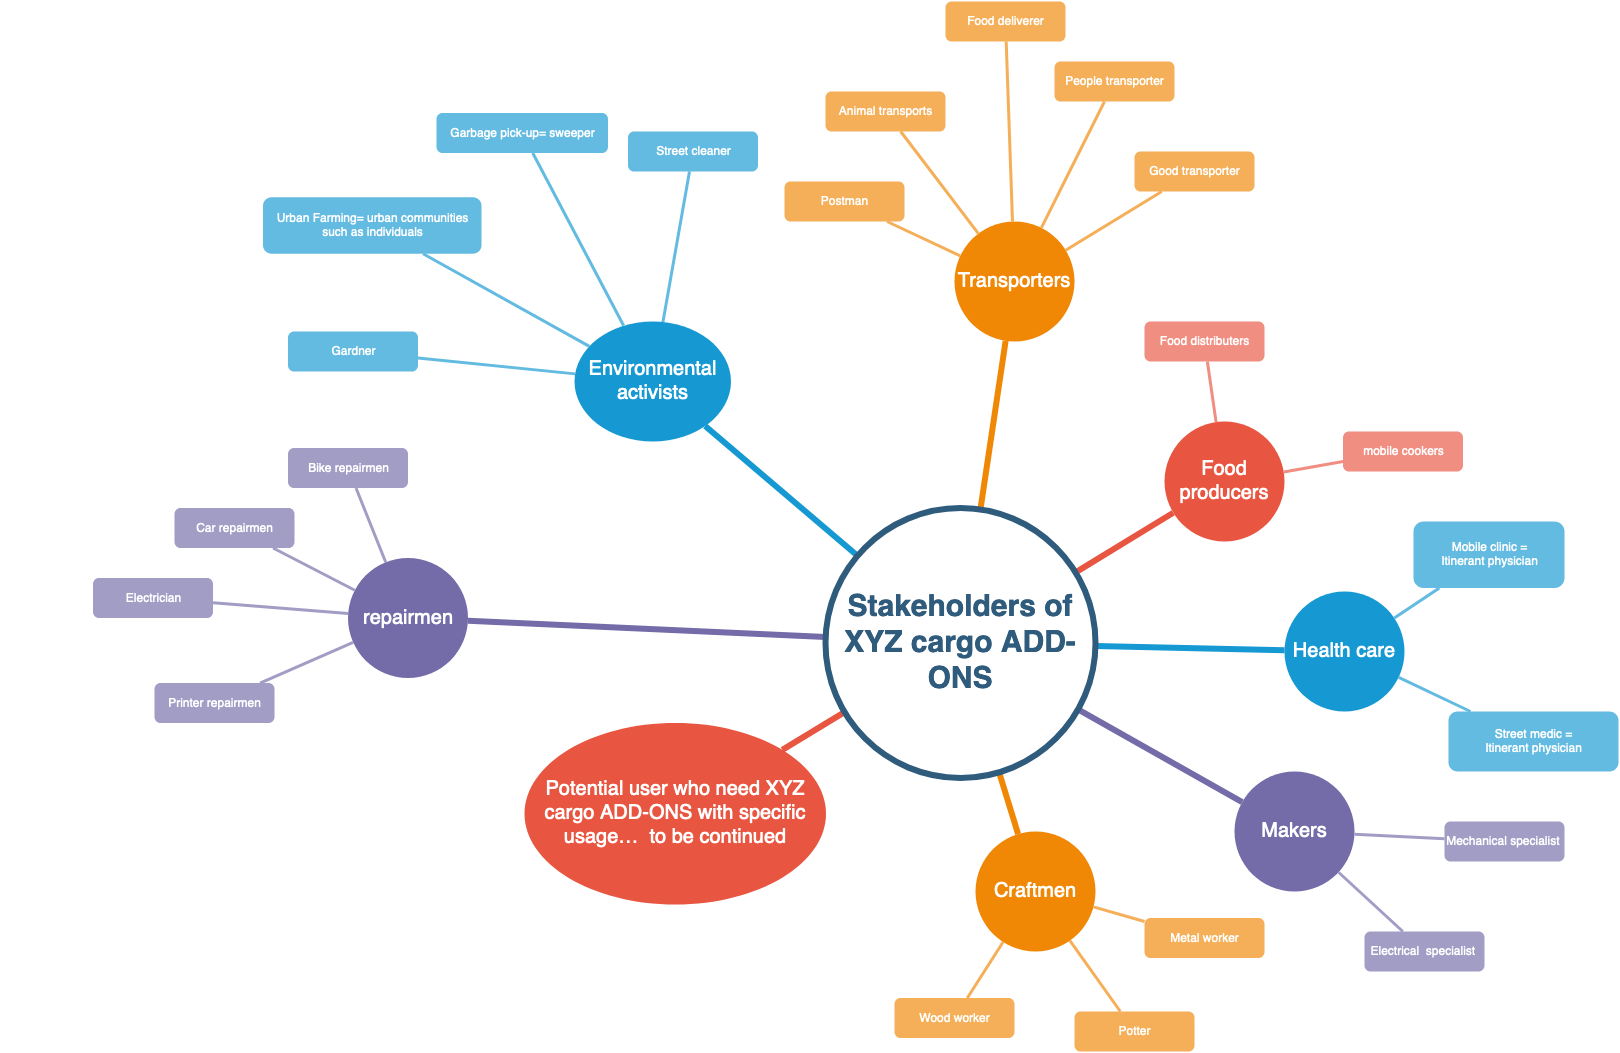 Food deliverer
People transporter
Animal transports
Garbage pick-up= sweeper
Street cleaner
Good transporter
Postman
Urban Farming= urban communities
such as individuals
Transporters
Food distributers
Gardner
Environmental
activists
mobile cookers
Bike repairmen
Food
producers
Car repairmen
Mobile clinic =
Itinerant physician
Electrician
repairmen
Stakeholders of
XYZ cargo ADD-
ONS
Health care
Printer repairmen
Street medic =
Itinerant physician
Potential user who need XYZ
cargo ADD-ONS with specific
usage...  to be continued
Makers
Mechanical specialist
Craftmen
Metal worker
Electrical  specialist
Wood worker
Potter